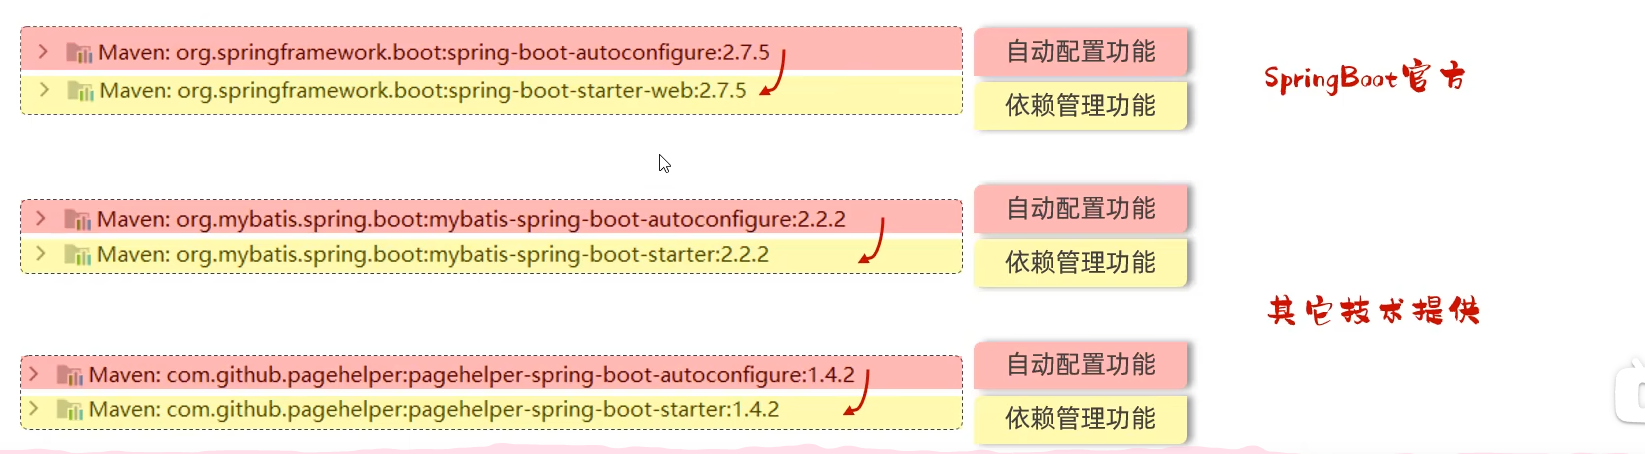 Maven: org.springframework.boot:spring-boot-autoconfigure:2.7.5
自动配置功能
Maven: org.springframework.boot:spring-boot-starter-web:2.7.5
依赖管理功能
SpringBoot官方
Maven: org.mybatis.spring.boot:mybatis-spring-boot-autoconfigure:2.2.2
自动配置功能
Maven: org.mybatis.spring.boot:mybatis-spring-boot-starter:2.2.2
依赖管理功能
其它技术提供
Maven: com.github.pagehelper:pagehelper-spring-boot-autoconfigure:1.4.2
自动配置功能
Maven: com.github.pagehelper:pagehelper-spring-boot-starter:1.4.2
依赖管理功能